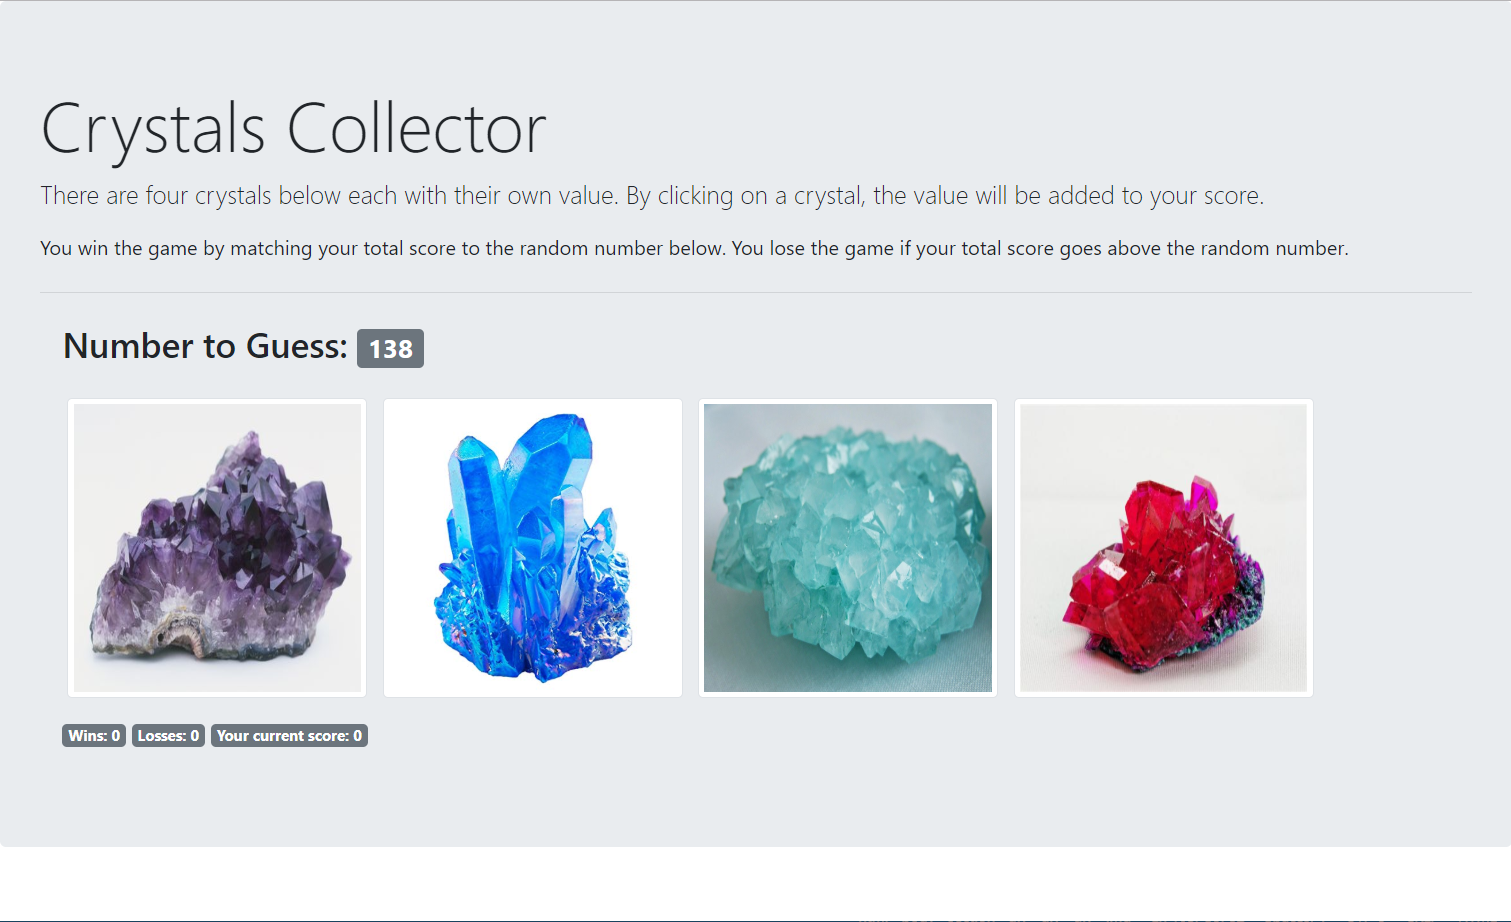 Crystals Collector
There are four crystals below each with their own value. By clicking on a crystal, the value will be added to your score.
You win the game by matching your total score to the random number below. You lose the game if your total score goes above the random number.
Number to Guess: 138
Wins: 0 Losses: 0 Your current score: 0